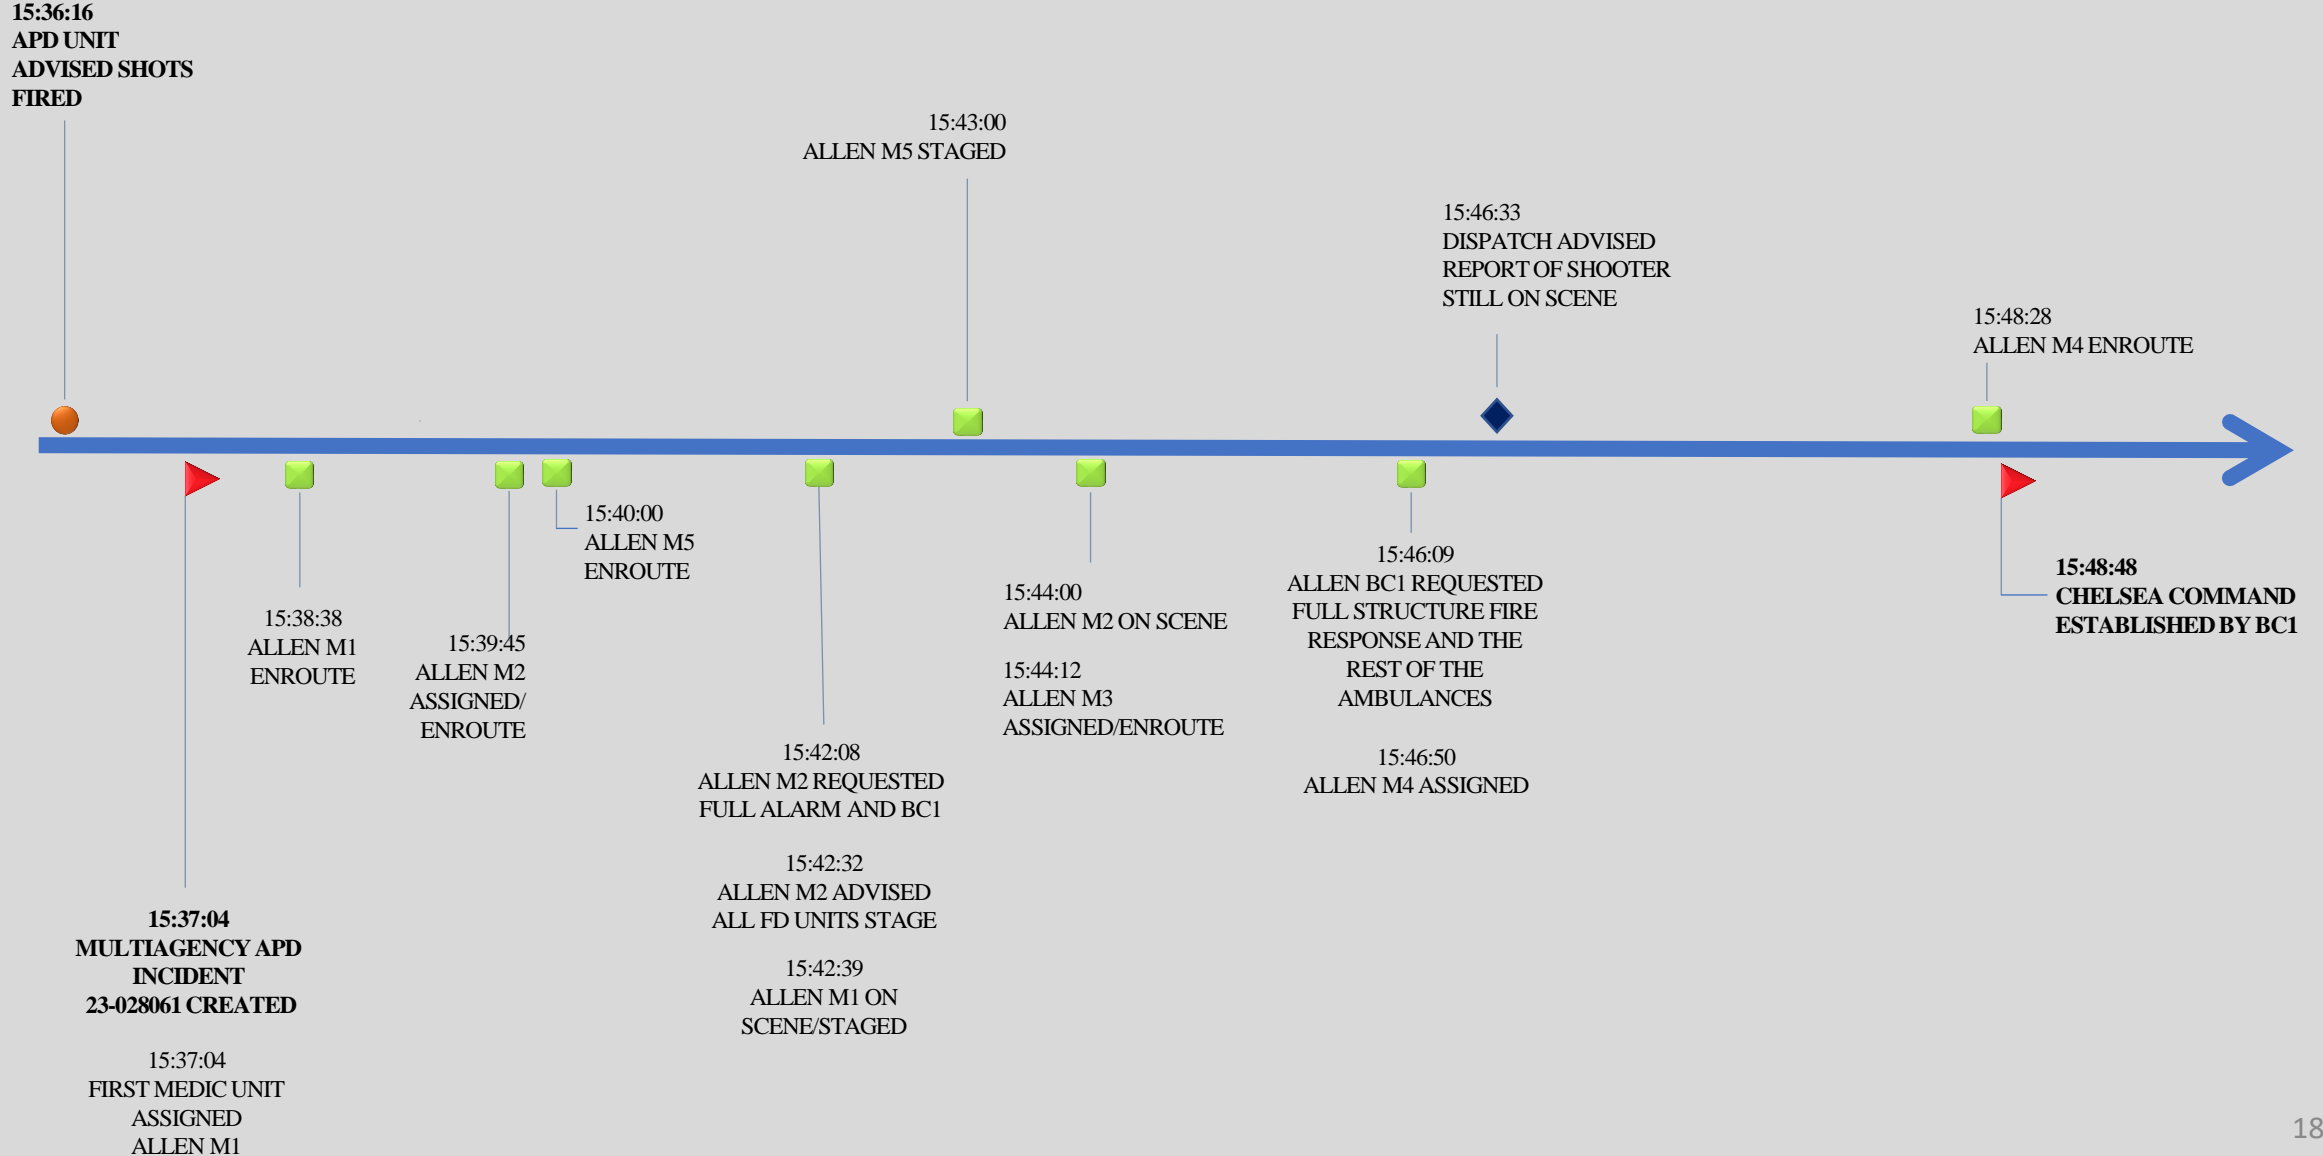 15:36:16
APD UNIT
ADVISED SHOTS
FIRED
15:43:00
ALLEN M5 STAGED
15:46:33
DISPATCH ADVISED
REPORT OF SHOOTER
STILL ON SCENE
15:48:28
ALLEN M4 ENROUTE
15:37:04
MULTIAGENCY APD
INCIDENT
23-028061 CREATED
15:37:04
FIRST MEDIC UNIT
ASSIGNED
ALLEN M1
15:38:38
ALLEN M1
ENROUTE
15:39:45
ALLEN M2
ASSIGNED/
ENROUTE
15:40:00
ALLEN M5
ENROUTE
15:42:08
ALLEN M2 REQUESTED
FULL ALARM AND BC1
15:42:32
ALLEN M2 ADVISED
ALL FD UNITS STAGE
15:42:39
ALLEN M1 ON
SCENE/STAGED
15:44:00
ALLEN M2 ON SCENE
15:44:12
ALLEN M3
ASSIGNED/ENROUTE
15:46:09
ALLEN BC1 REQUESTED
FULL STRUCTURE FIRE
RESPONSE AND THE
REST OF THE
AMBULANCES
15:46:50
ALLEN M4 ASSIGNED
15:48:48
CHELSEA COMMAND
ESTABLISHED BY BC1
18